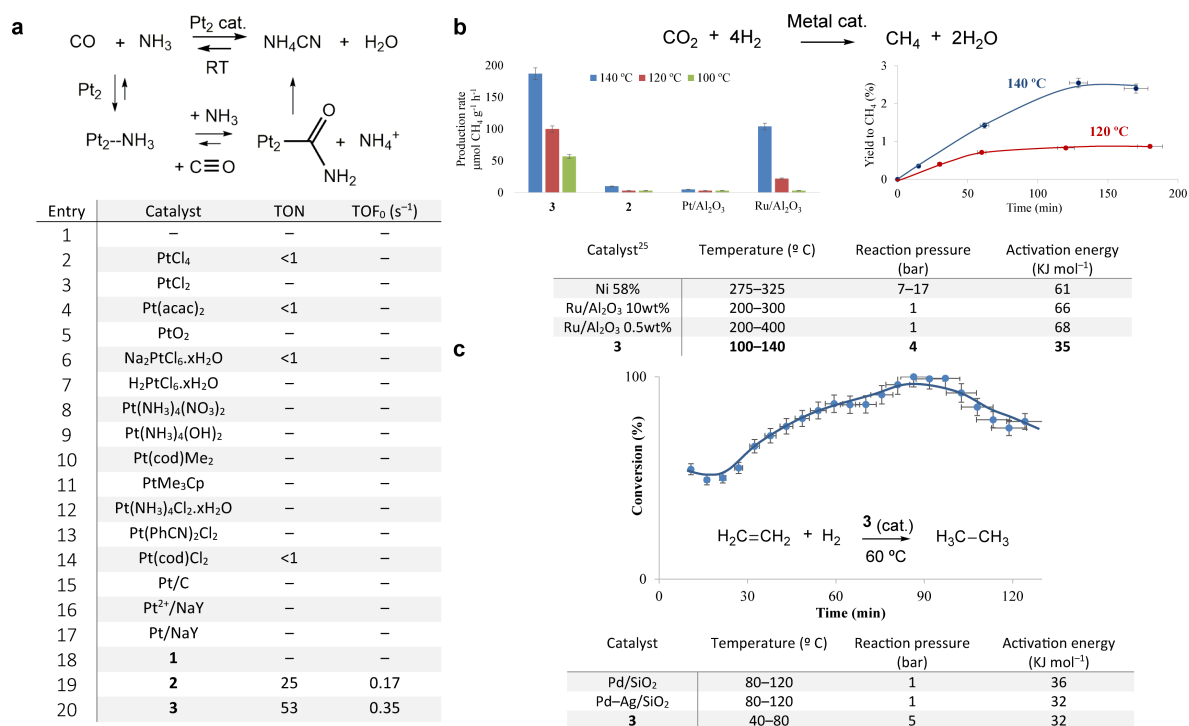 a
CO + NH3 Pt2 cat. RT NH4CN + H2O
Pt2
Pt2--NH3 + NH3 + C≡O Pt2 O NH2 + NH4+
Entry Catalyst TON TOF0 (s−1)
1 – – –
2 PtCl4 <1 –
3 PtCl2 – –
4 Pt(acac)2 <1 –
5 PtO2 – –
6 Na2PtCl6.xH2O <1 –
7 H2PtCl6.xH2O – –
8 Pt(NH3)4(NO3)2 – –
9 Pt(NH3)4(OH)2 – –
10 Pt(cod)Me2 – –
11 PtMe3Cp – –
12 Pt(NH3)4Cl2.xH2O – –
13 Pt(PhCN)2Cl2 – –
14 Pt(cod)Cl2 <1 –
15 Pt/C – –
16 Pt2+/NaY – –
17 Pt/NaY – –
18 1 – –
19 2 25 0.17
20 3 53 0.35
b
CO2 + 4H2 Metal cat. CH4 + 2H2O
Production rate
µmol CH4 g-1 h-1
200
150
100
50
0
140 ºC 120 ºC 100 ºC
3 2 Pt/Al2O3 Ru/Al2O3
Yield to CH4 (%)
3
2
1
0
140 ºC
120 ºC
0 50 100 150 200
Time (min)
Catalyst25 Temperature (º C) Reaction pressure (bar) Activation energy (KJ mol−1)
Ni 58% 275–325 7–17 61
Ru/Al2O3 10wt% 200–300 1 66
Ru/Al2O3 0.5wt% 200–400 1 68
3 100–140 4 35
c
Conversion (%)
100
0
H2C=CH2 + H2 3 (cat.) 60 ºC H3C–CH3
0 30 60 90 120
Time (min)
Catalyst Temperature (º C) Reaction pressure (bar) Activation energy (KJ mol−1)
Pd/SiO2 80–120 1 36
Pd–Ag/SiO2 80–120 1 32
3 40–80 5 32